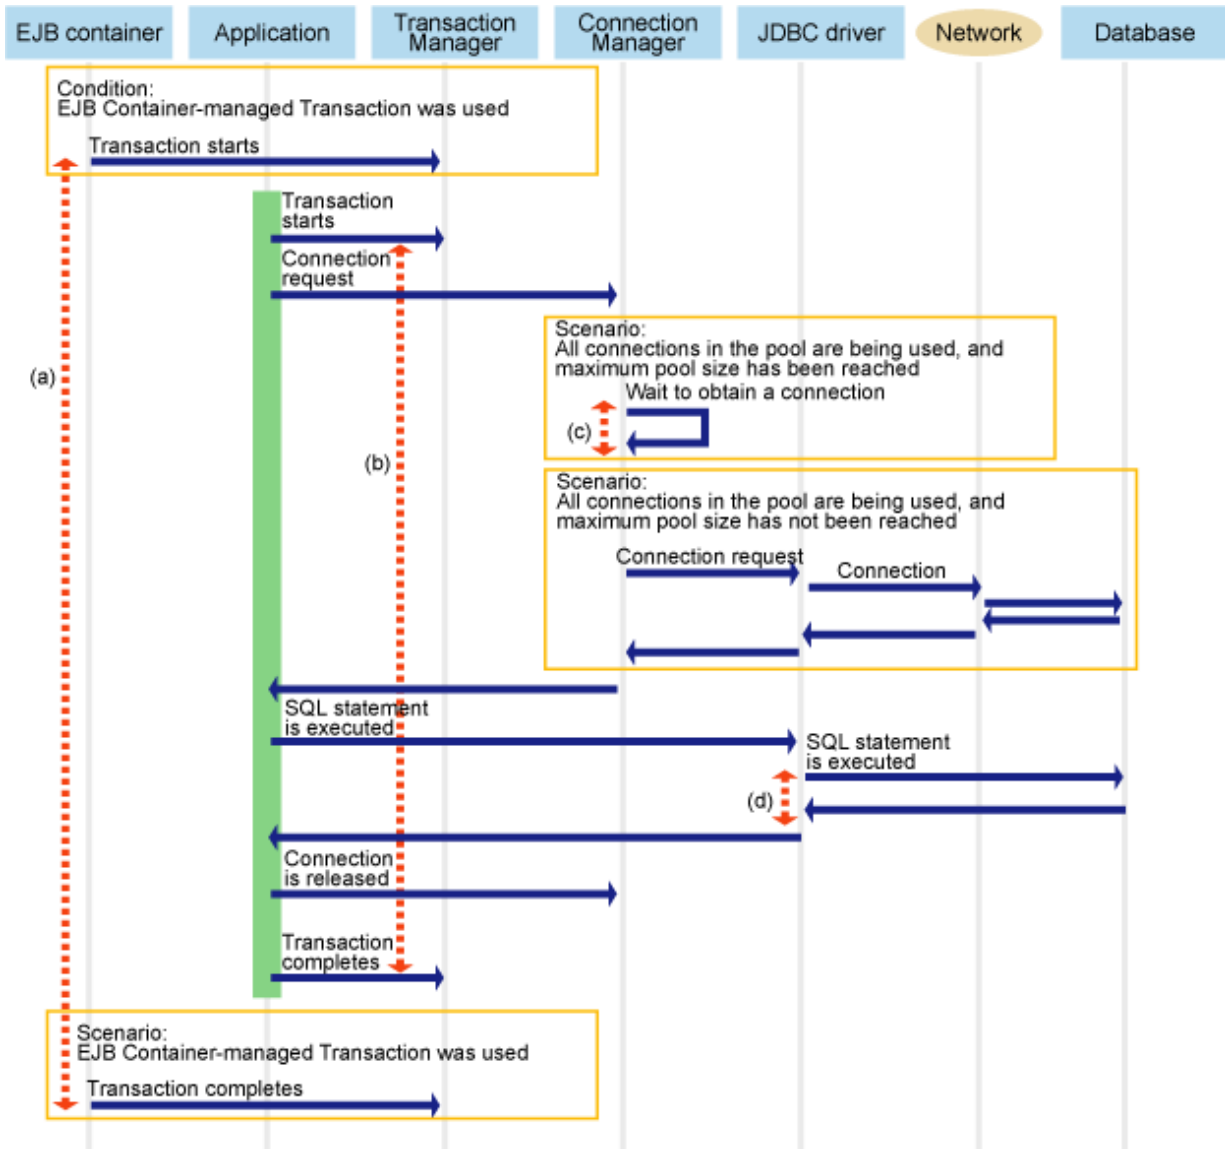 EJB container
Application
Transaction
Manager
Connection
Manager
JDBC driver
Network
Database
Condition:
EJB Container-managed Transaction was used
Transaction starts
Transaction
starts
Connection
request
Scenario:
All connections in the pool are being used, and
maximum pool size has been reached
Wait to obtain a connection
(a)
(c)
(b)
Scenario:
All connections in the pool are being used, and
maximum pool size has not been reached
Connection request
Connection
SQL statement
is executed
SQL statement
is executed
(d)
Connection
is released
Transaction
completes
Scenario:
EJB Container-managed Transaction was used
Transaction completes